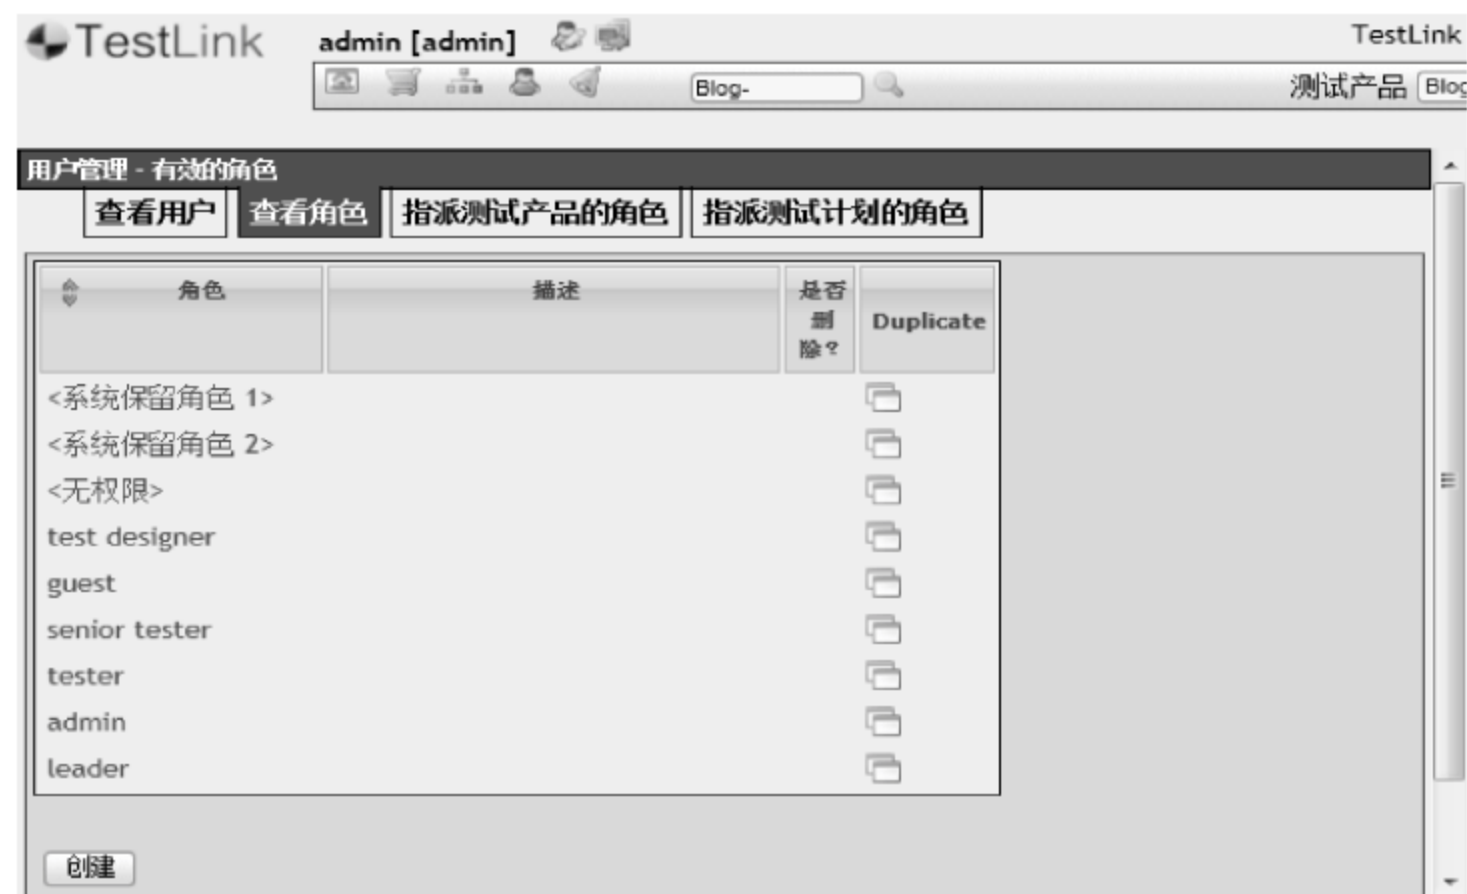 TestLink
admin [admin]
TestLink
Blog-
测试产品 Blog
用户管理 - 有效的角色
查看用户 查看角色 指派测试产品的角色 指派测试计划的角色
角色 描述 是否删除? Duplicate
<系统保留角色 1>
<系统保留角色 2>
<无权限>
test designer
guest
senior tester
tester
admin
leader
创建